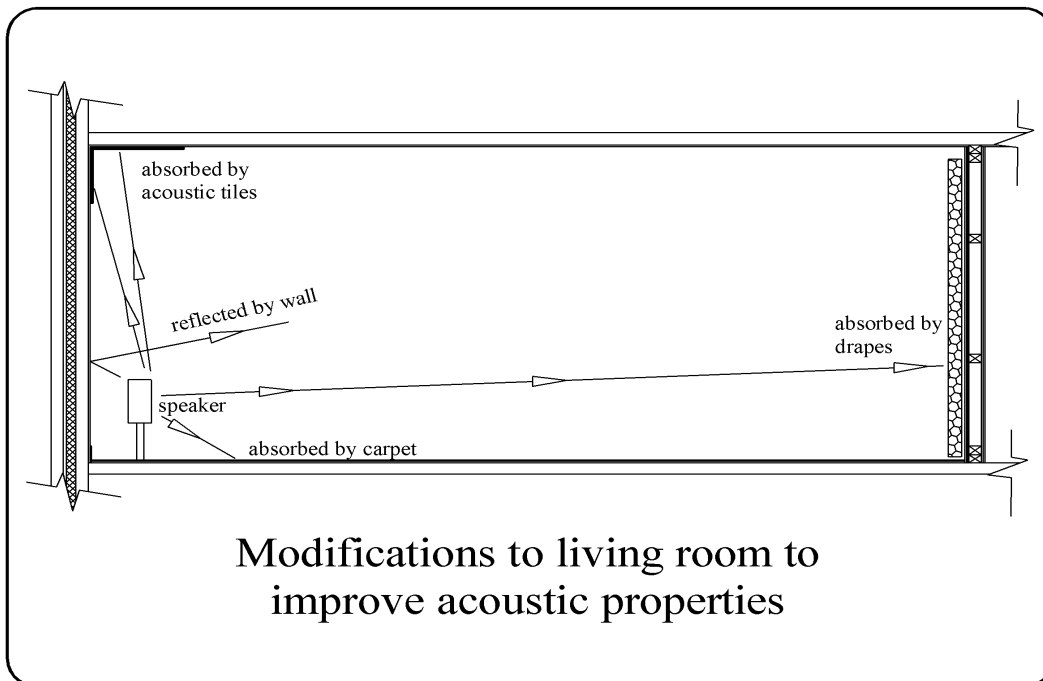 absorbed by
acoustic tiles
reflected by wall
absorbed by
drapes
speaker
absorbed by carpet
Modifications to living room to
improve acoustic properties